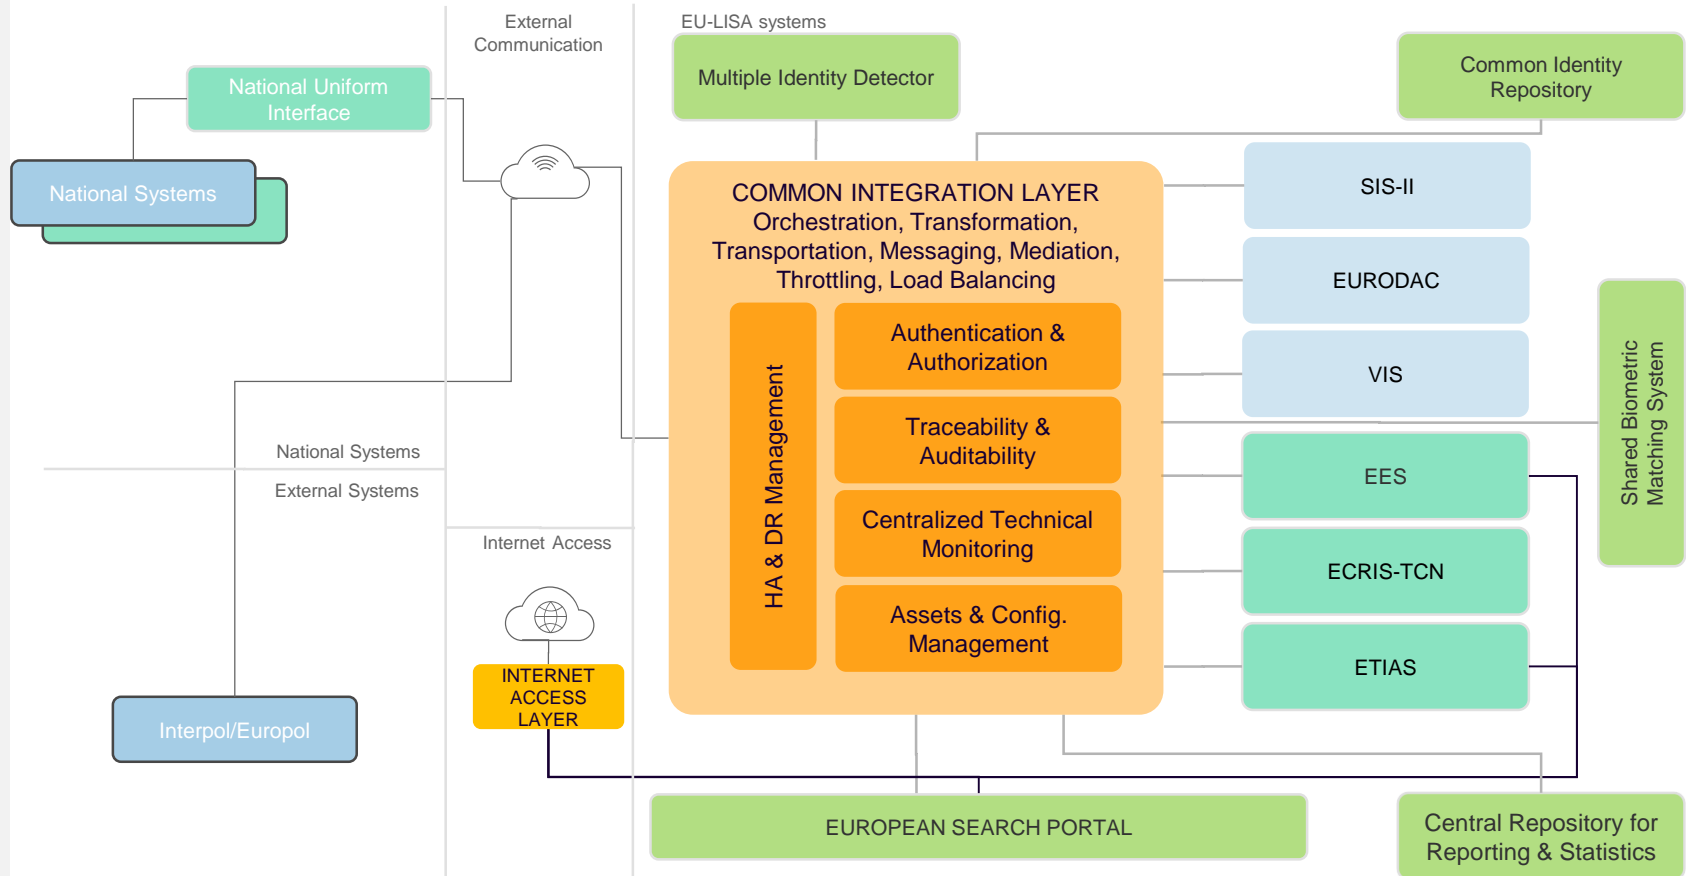 External
Communication
EU-LISA systems
National Uniform
Interface
National Systems
Multiple Identity Detector
Common Identity
Repository
COMMON INTEGRATION LAYER
Orchestration, Transformation,
Transportation, Messaging, Mediation,
Throttling, Load Balancing
HA & DR Management
Authentication &
Authorization
Traceability &
Auditability
Centralized Technical
Monitoring
Assets & Config.
Management
SIS-II
EURODAC
VIS
EES
ECRIS-TCN
ETIAS
Shared Biometric
Matching System
National Systems
External Systems
Internet Access
INTERNET
ACCESS
LAYER
Interpol/Europol
EUROPEAN SEARCH PORTAL
Central Repository for
Reporting & Statistics